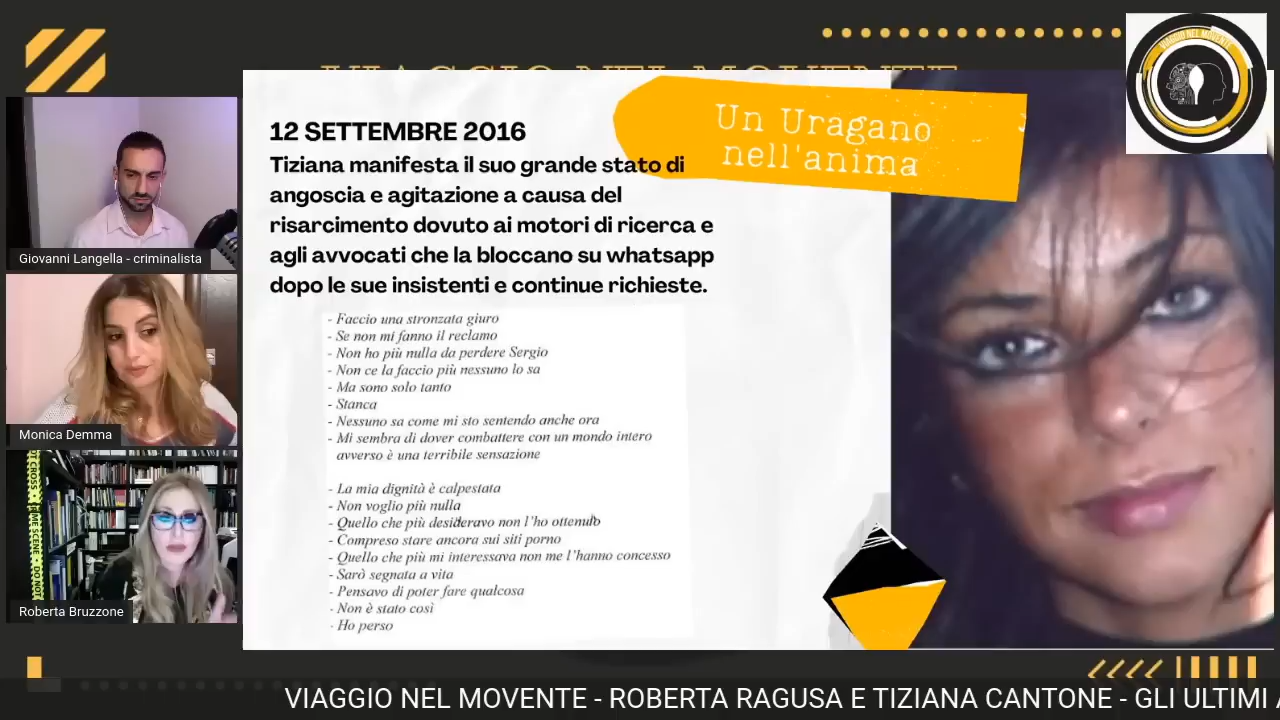 VIAGGIO NEL MOVENTE
VIAGGIO NEL MOVENTE
Un Uragano
nell'anima
12 SETTEMBRE 2016
Tiziana manifesta il suo grande stato di
angoscia e agitazione a causa del
risarcimento dovuto ai motori di ricerca e
agli avvocati che la bloccano su whatsapp
dopo le sue insistenti e continue richieste.
- Faccio una stronzata giuro
- Se non mi fanno il reclamo
- Non ho più nulla da perdere Sergio
- Non ce la faccio più nessuno lo sa
- Ma sono solo tanto
- Stanca
- Nessuno sa come mi sto sentendo anche ora
- Mi sembra di dover combattere con un mondo intero
avverso è una terribile sensazione
- La mia dignità è calpestata
- Non voglio più nulla
- Quello che più desideravo non l'ho ottenuto
- Compreso stare ancora sui siti porno
- Quello che più mi interessava non me l'hanno concesso
- Sarò segnata a vita
- Pensavo di poter fare qualcosa
- Non è stato così
- Ho perso
Giovanni Langella - criminalista
Monica Demma
Roberta Bruzzone
VIAGGIO NEL MOVENTE - ROBERTA RAGUSA E TIZIANA CANTONE - GLI ULTIMI